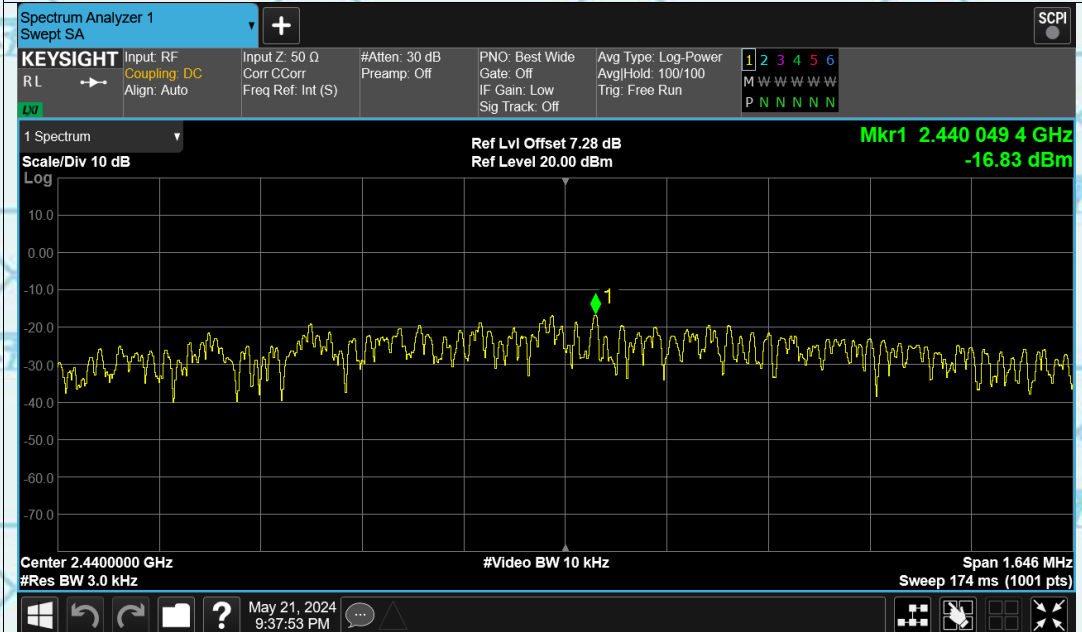 Spectrum Analyzer 1
Swept SA
+
SCPI
KEYSIGHT
R L
LXI
Input: RF
Coupling: DC
Align: Auto
Input Z: 50 Ω
Corr CCorr
Freq Ref: Int (S)
#Atten: 30 dB
Preamp: Off
PNO: Best Wide
Gate: Off
IF Gain: Low
Sig Track: Off
Avg Type: Log-Power
Avg|Hold: 100/100
Trig: Free Run
1 2 3 4 5 6
M W W W W W
P N N N N N
1 Spectrum
Scale/Div 10 dB
Log
Ref Lvl Offset 7.28 dB
Ref Level 20.00 dBm
Mkr1 2.440 049 4 GHz
-16.83 dBm
10.0
0.00
-10.0
1
-20.0
-30.0
-40.0
-50.0
-60.0
-70.0
Center 2.4400000 GHz
#Res BW 3.0 kHz
#Video BW 10 kHz
Span 1.646 MHz
Sweep 174 ms (1001 pts)
?
May 21, 2024
9:37:53 PM